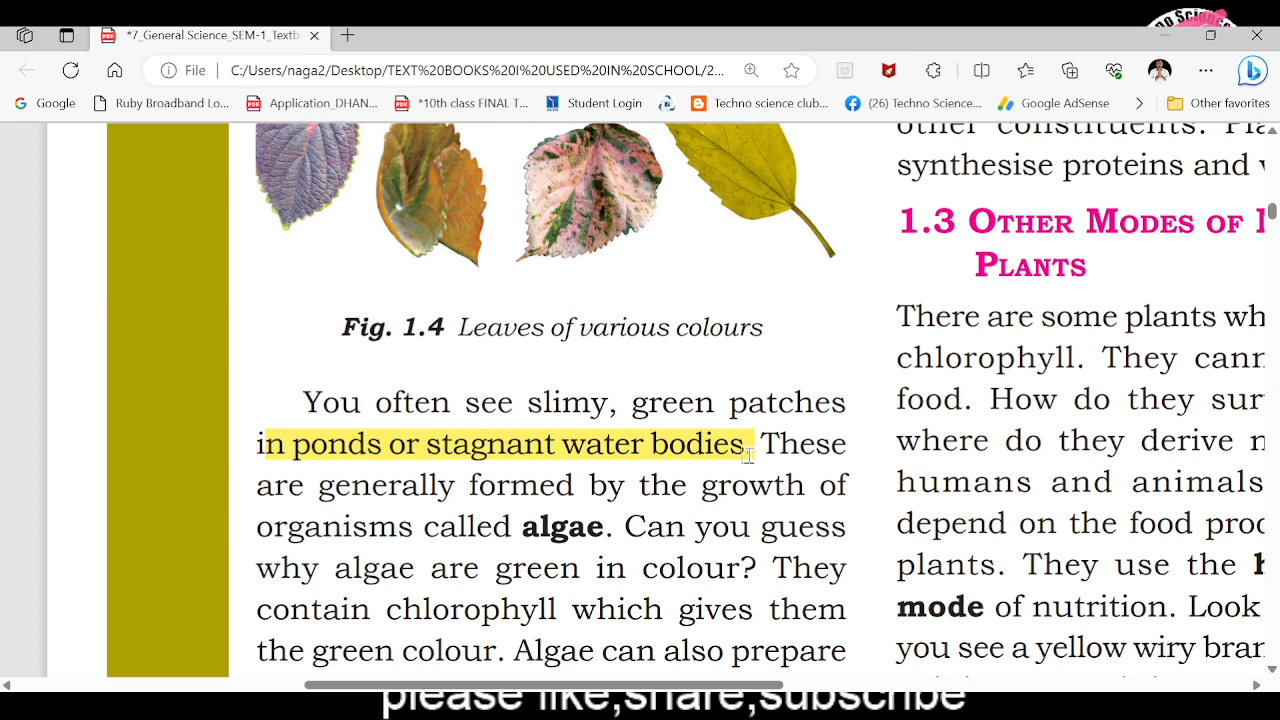 no Science
*7_General Science_SEM-1_Textb
File
C:/Users/naga2/Desktop/TEXT%20BOOKS%20I%20USED%20IN%20SCHOOL/2...
Google
Ruby Broadband Lo...
Application_DHAN...
*10th class FINAL T...
Student Login
Techno science club...
(26) Techno Science...
Google AdSense
Other favorites
Fig. 1.4 Leaves of various colours
You often see slimy, green patches
in ponds or stagnant water bodies. These
are generally formed by the growth of
organisms called algae. Can you guess
why algae are green in colour? They
contain chlorophyll which gives them
the green colour. Algae can also prepare
other constituents.
synthesise proteins and
1.3 OTHER MODES OF
PLANTS
There are some plants wh
chlorophyll. They cann
food. How do they sur
where do they derive n
humans and animals
depend on the food proc
plants. They use the
mode of nutrition. Look
you see a yellow wiry bran
please like,share,subscribe